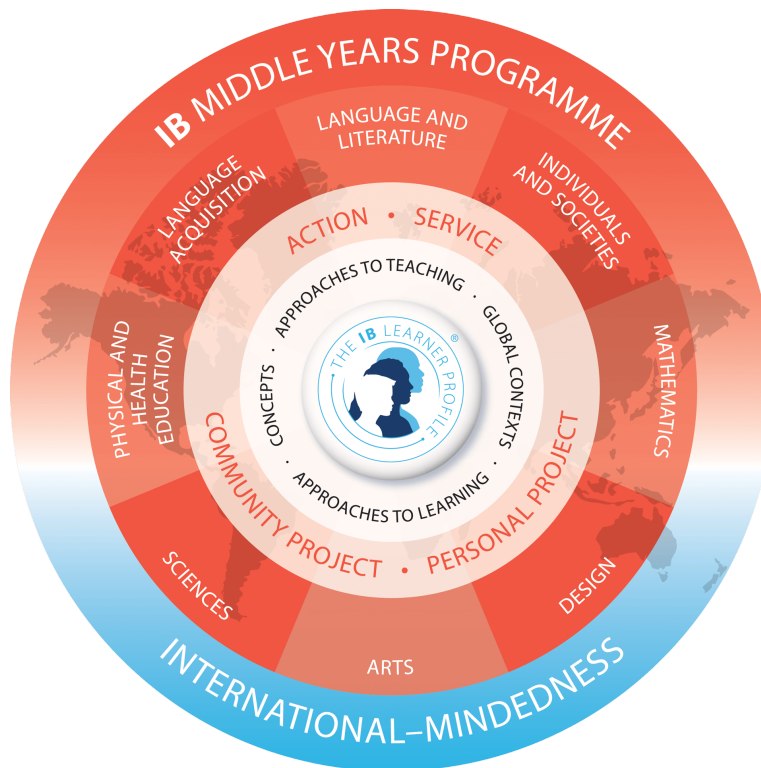 IB MIDDLE YEARS PROGRAMME
LANGUAGE AND
LITERATURE
INDIVIDUALS
AND SOCIETIES
MATHEMATICS
DESIGN
ARTS
SCIENCES
PHYSICAL AND
HEALTH
EDUCATION
LANGUAGE
ACQUISITION
ACTION • SERVICE
COMMUNITY PROJECT • PERSONAL PROJECT
APPROACHES TO TEACHING · GLOBAL CONTEXTS · APPROACHES TO LEARNING · CONCEPTS ·
• THE IB LEARNER PROFILE •
®
INTERNATIONAL–MINDEDNESS